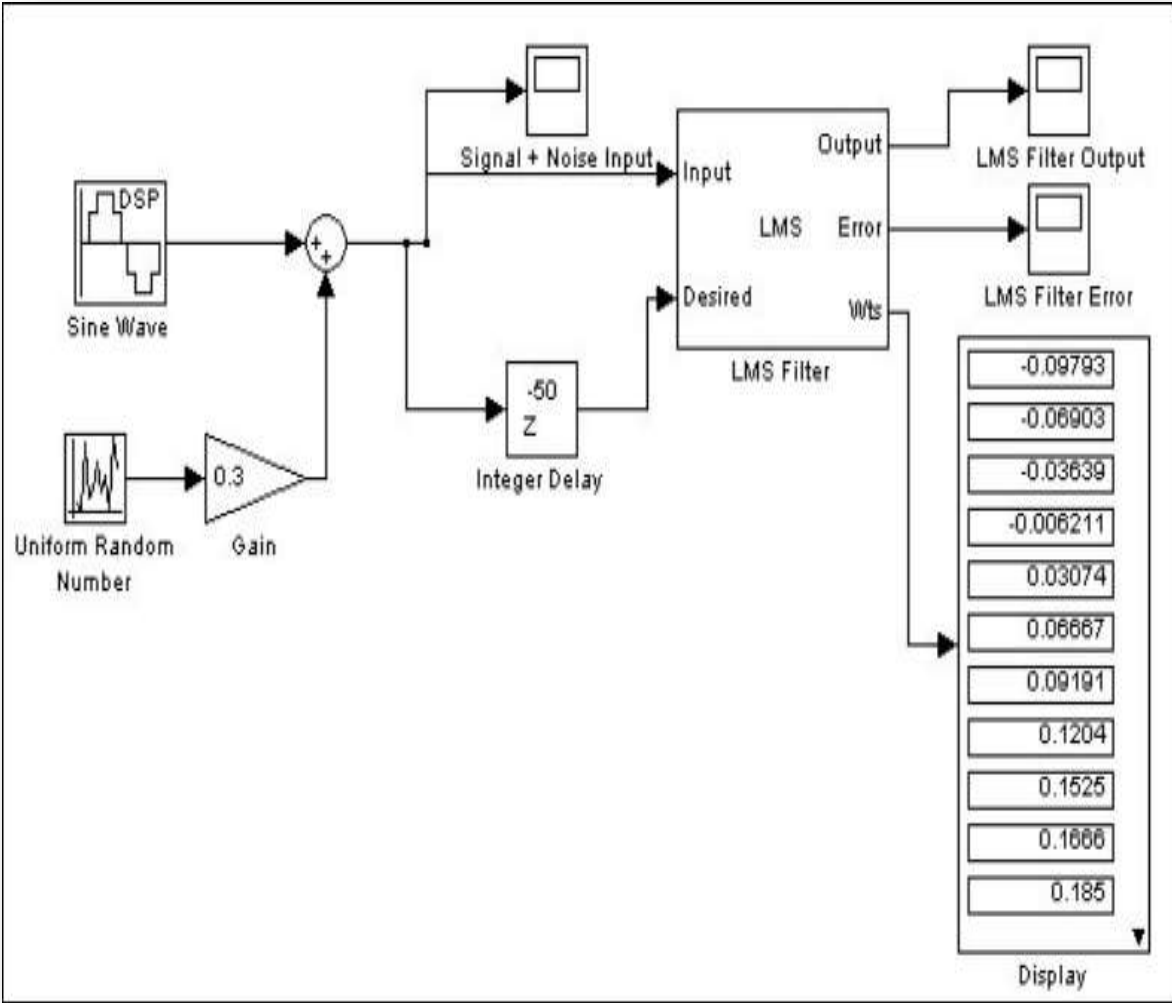 Signal + Noise Input
Input
Output
LMS Filter Output
DSP
+
+
Sine Wave
LMS
Error
LMS Filter Error
Desired
Wts
LMS Filter
-50
Z
Integer Delay
0.3
Uniform Random
Number
Gain
-0.09793
-0.06903
-0.03639
-0.006211
0.03074
0.06667
0.09191
0.1204
0.1525
0.1666
0.185
Display